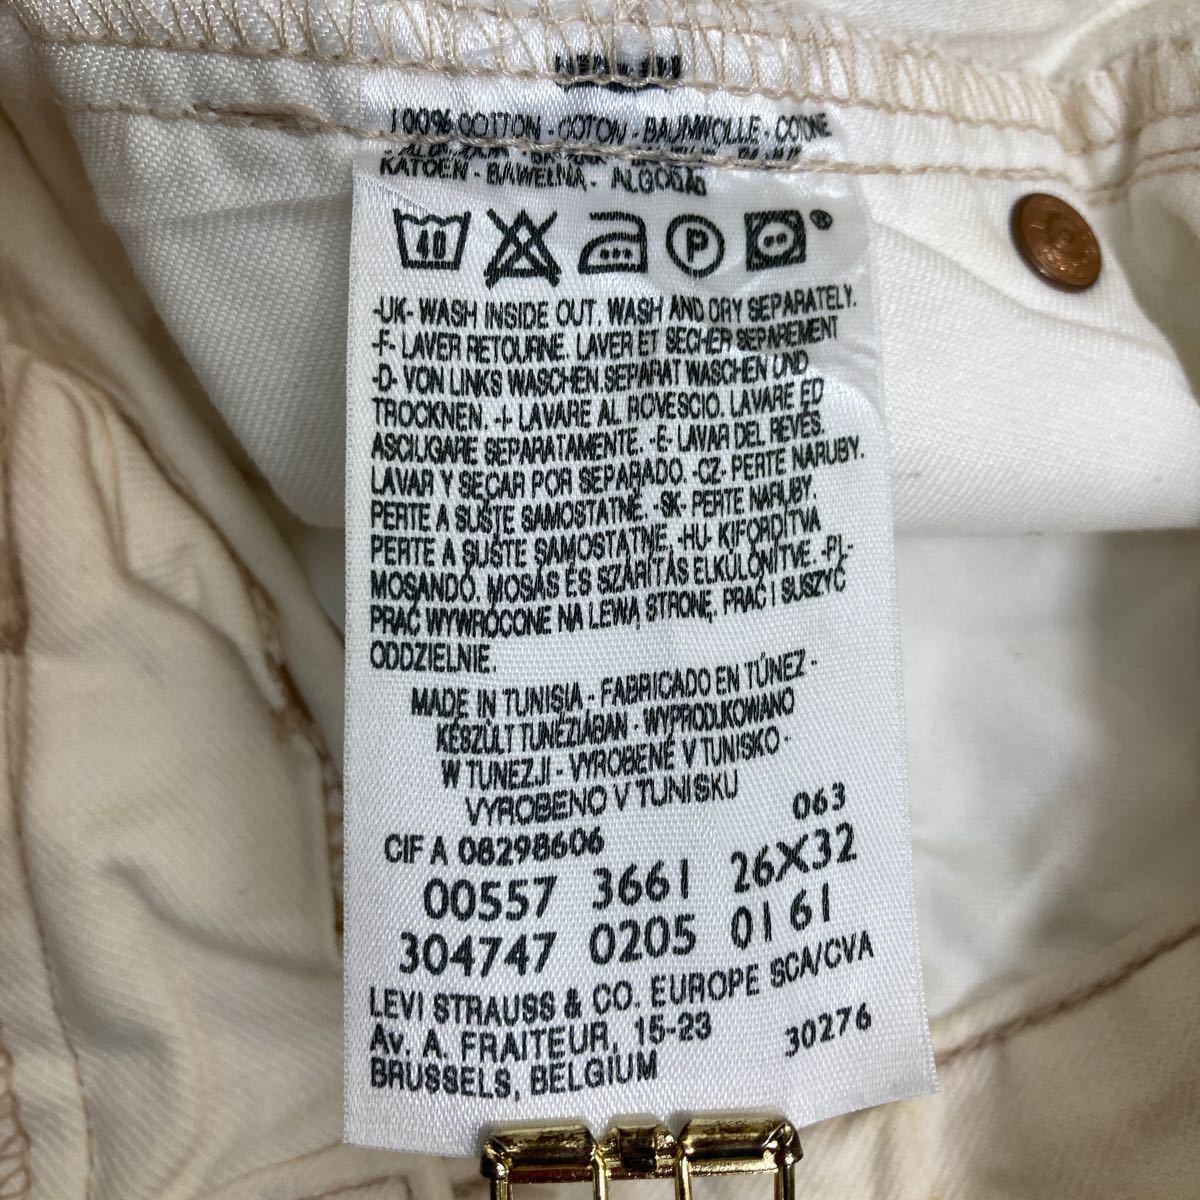 100% COTTON - COTON - BAUMWOLLE - COTONE
KATOEN - BAWEŁNA - ALGODÃO
40 P ®
-UK- WASH INSIDE OUT. WASH AND DRY SEPARATELY.
-F- LAVER RETOURNE. LAVER ET SECHER SEPAREMENT
-D- VON LINKS WASCHEN.SEPARAT WASCHEN UND
TROCKNEN. -I- LAVARE AL ROVESCIO. LAVARE ED
ASCIUGARE SEPARATAMENTE. -E- LAVAR DEL REVÉS.
LAVAR Y SECAR POR SEPARADO. -CZ- PERTE NARUBY.
PERTE A SUŠTE SAMOSTATNĚ. -SK- PERTE NARUBY.
PERTE A SUŠTE SAMOSTATNE. -HU- KIFORDÍTVA
MOSANDÓ. MOSÁS ÉS SZÁRÍTÁS ELKÜLÖNÍTVE. -PL-
PRAĆ WYWRÓCONE NA LEWĄ STRONĘ, PRAĆ I SUSZYĆ
ODDZIELNIE.
MADE IN TUNISIA - FABRICADO EN TÚNEZ -
KÉSZÜLT TUNÉZIÁBAN - WYPRODUKOWANO
W TUNEZJI - VYROBENÉ V TUNISKO -
VYROBENO V TUNISKU
063
CIF A 08298606
00557 3661 26X32
304747 0205 0161
LEVI STRAUSS & CO. EUROPE SCA/CVA
Av. A. FRAITEUR, 15-23
30276
BRUSSELS, BELGIUM